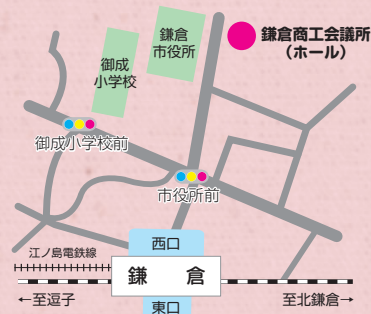 鎌倉商工会議所
（ホール）
鎌倉
市役所
御成
小学校
御成小学校前
市役所前
西口
江ノ島電鉄線
鎌　倉
←至逗子
至北鎌倉→
東口